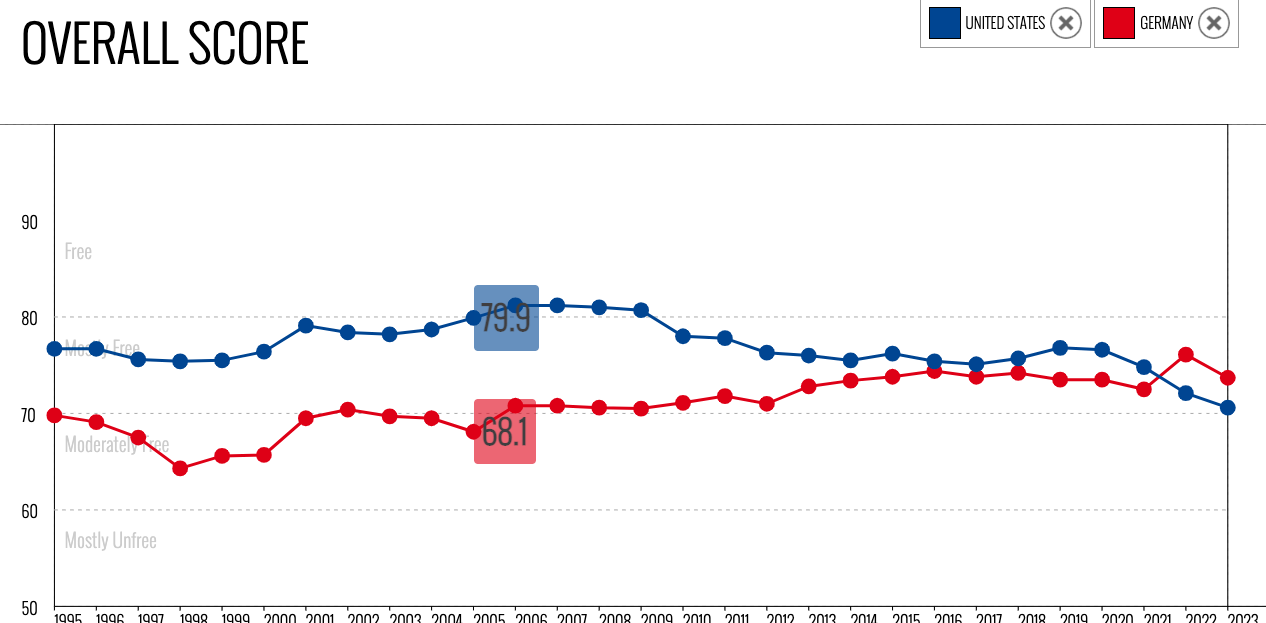 OVERALL SCORE
UNITED STATES
GERMANY
90
Free
80
79.9
Mostly Free
70
68.1
Moderately Free
60
Mostly Unfree
50
1995 1996 1997 1998 1999 2000 2001 2002 2003 2004 2005 2006 2007 2008 2009 2010 2011 2012 2013 2014 2015 2016 2017 2018 2019 2020 2021 2022 2023